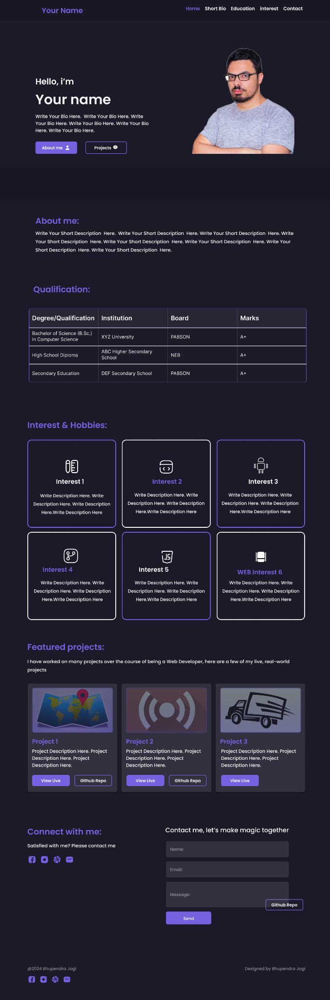 Your Name
Home Short Bio Education interest Contact
Hello, i’m
Your name
Write Your Bio Here. Write Your Bio Here. Write
Your Bio Here. Write Your Bio Here. Write Your Bio
Here. Write Your Bio Here.
About me
Projects
About me:
Write Your Short Description Here. Write Your Short Description Here. Write Your Short Description Here. Write
Your Short Description Here. Write Your Short Description Here. Write Your Short Description Here. Write Your
Short Description Here. Write Your Short Description Here.
Qualification:
Degree/Qualification Institution Board Marks
Bachelor of Science (B.Sc.)
in Computer Science
XYZ University
PABSON
A+
High School Diploma
ABC Higher Secondary
School
NEB
A+
Secondary Education
DEF Secondary School
PABSON
A+
Interest & Hobbies:
Interest 1
Write Description Here. Write
Description Here. Write Description
Here.Write Description Here
Interest 2
Write Description Here. Write
Description Here. Write Description
Here.Write Description Here
Interest 3
Write Description Here. Write
Description Here. Write Description
Here.Write Description Here
Interest 4
Write Description Here. Write
Description Here. Write Description
Here.Write Description Here
JS
Interest 5
Write Description Here. Write
Description Here. Write Description
Here.Write Description Here
WEB Interest 6
Write Description Here. Write
Description Here. Write Description
Here.Write Description Here
Featured projects:
I have worked on many projects over the course of being a Web Developer, here are a few of my live, real-world
projects
Project 1
Project Description Here. Project
Description Here. Project
Description Here.
View Live
Github Repo
Project 2
Project Description Here. Project
Description Here. Project
Description Here.
View Live
Github Repo
Project 3
Project Description Here. Project
Description Here. Project
Description Here.
View Live
Connect with me:
Satisfied with me? Please contact me
Contact me, let’s make magic together
Name:
Email:
Message:
Github Repo
Send
@2024 Bhupendra Jogi
Designed by Bhupendra Jogi